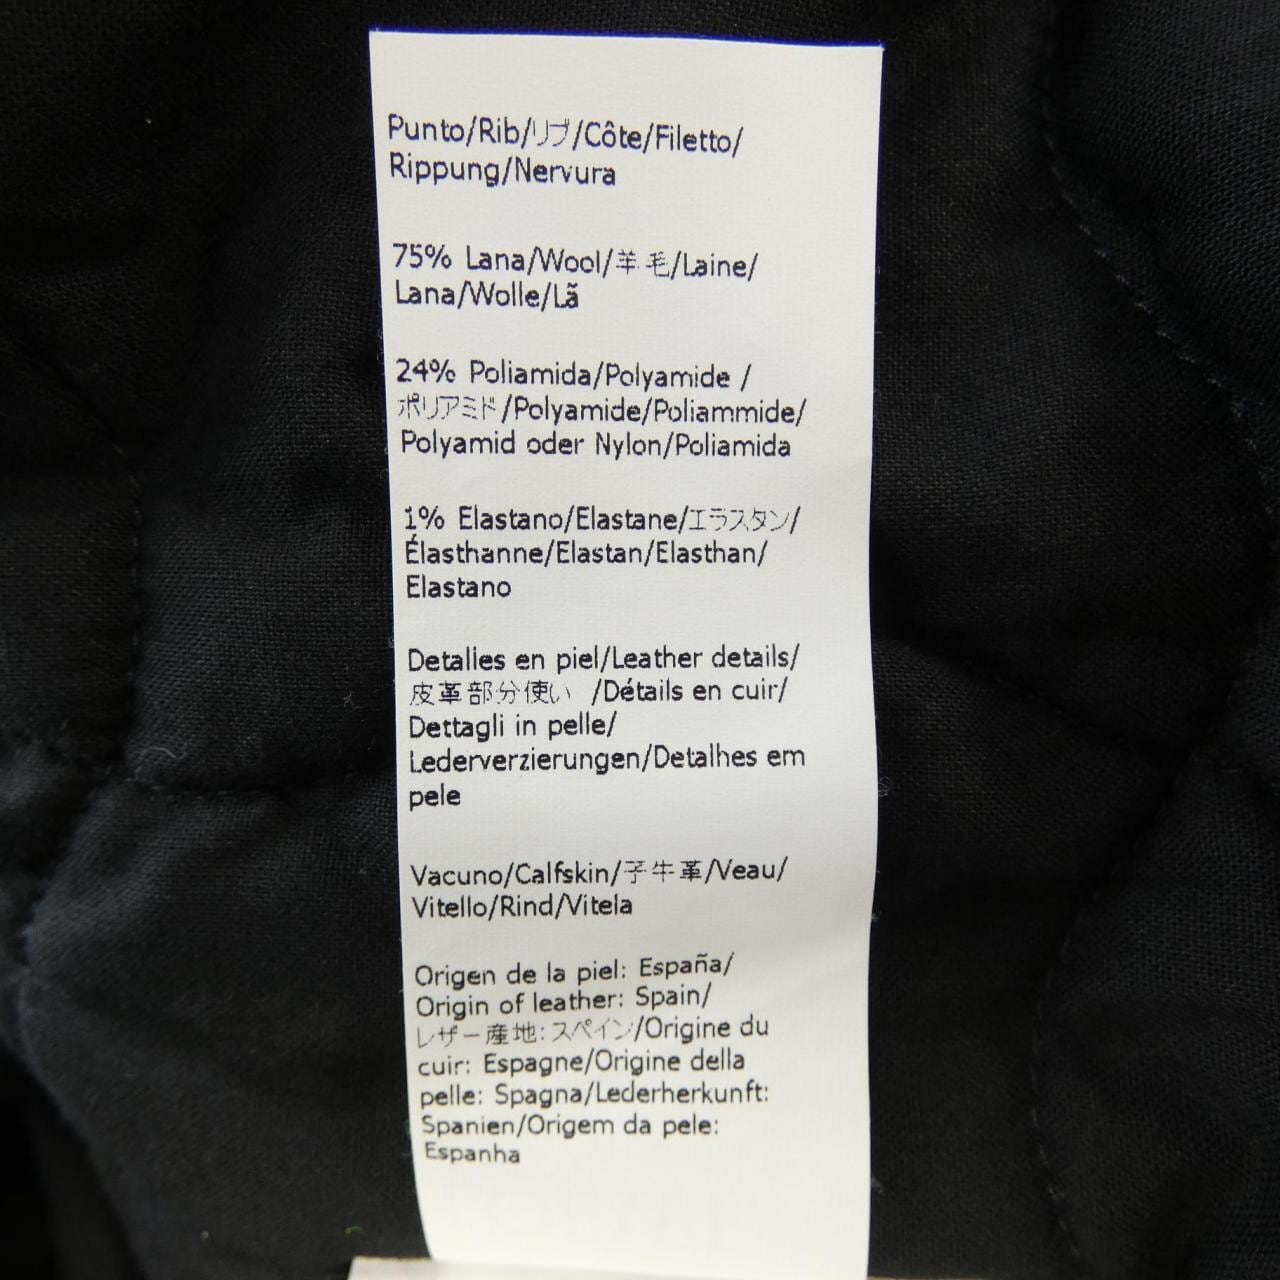 Punto/Rib/リブ/Côte/Filetto/
Rippung/Nervura
75% Lana/Wool/羊毛/Laine/
Lana/Wolle/Lã
24% Poliamida/Polyamide /
ポリアミド/Polyamide/Poliammide/
Polyamid oder Nylon/Poliamida
1% Elastano/Elastane/エラスタン/
Élasthanne/Elastan/Elasthan/
Elastano
Detalles en piel/Leather details/
皮革部分使い /Détails en cuir/
Dettagli in pelle/
Lederverzierungen/Detalhes em
pele
Vacuno/Calfskin/子牛革/Veau/
Vitello/Rind/Vitela
Origen de la piel: España/
Origin of leather: Spain/
レザー産地:スペイン/Origine du
cuir: Espagne/Origine della
pelle: Spagna/Lederherkunft:
Spanien/Origem da pele:
Espanha